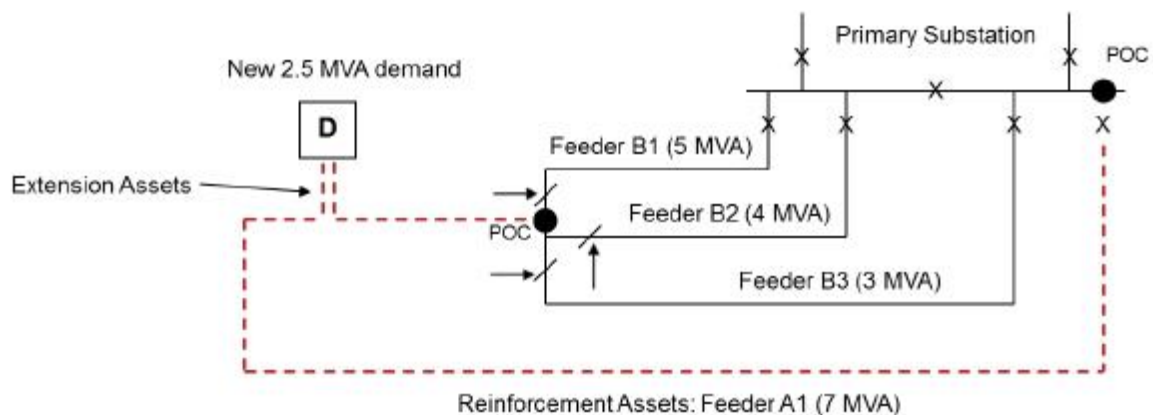 Primary Substation
POC
New 2.5 MVA demand
X
X
X
D
X
X
X
X
Feeder B1 (5 MVA)
Extension Assets
Feeder B2 (4 MVA)
POC
Feeder B3 (3 MVA)
Reinforcement Assets: Feeder A1 (7 MVA)